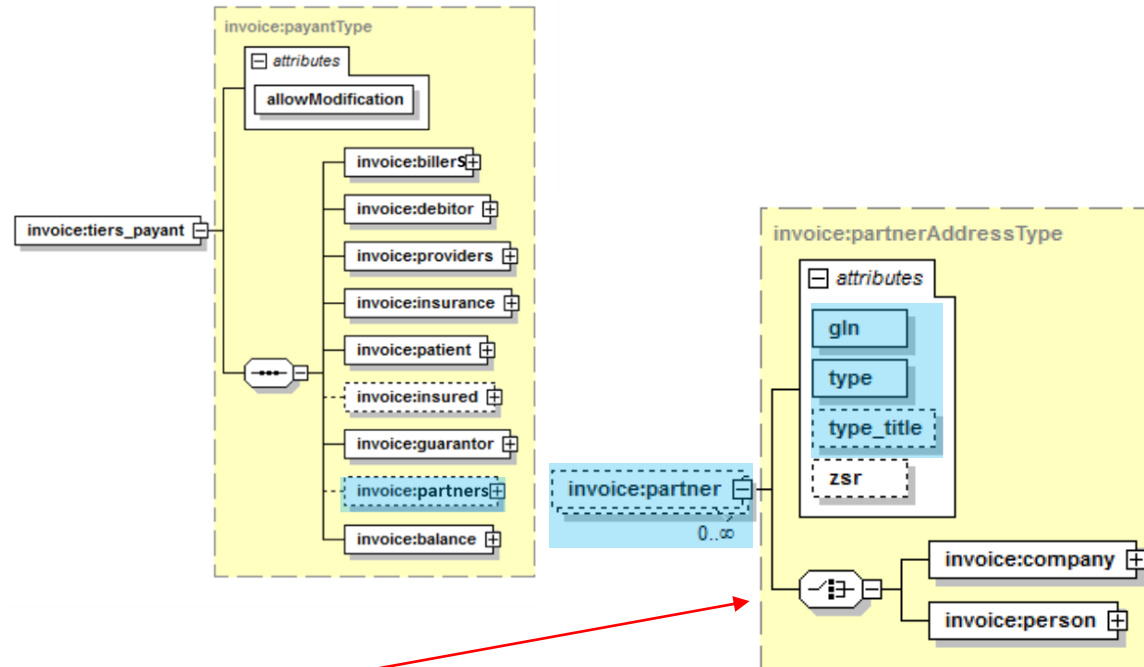 invoice:payantType
attributes
allowModification
invoice:tiers_payant
invoice:billerS
invoice:debitor
invoice:providers
invoice:insurance
invoice:patient
invoice:insured
invoice:guarantor
invoice:partners
invoice:balance
invoice:partner
0..∞
invoice:partnerAddressType
attributes
gln
type
type_title
zsr
invoice:company
invoice:person